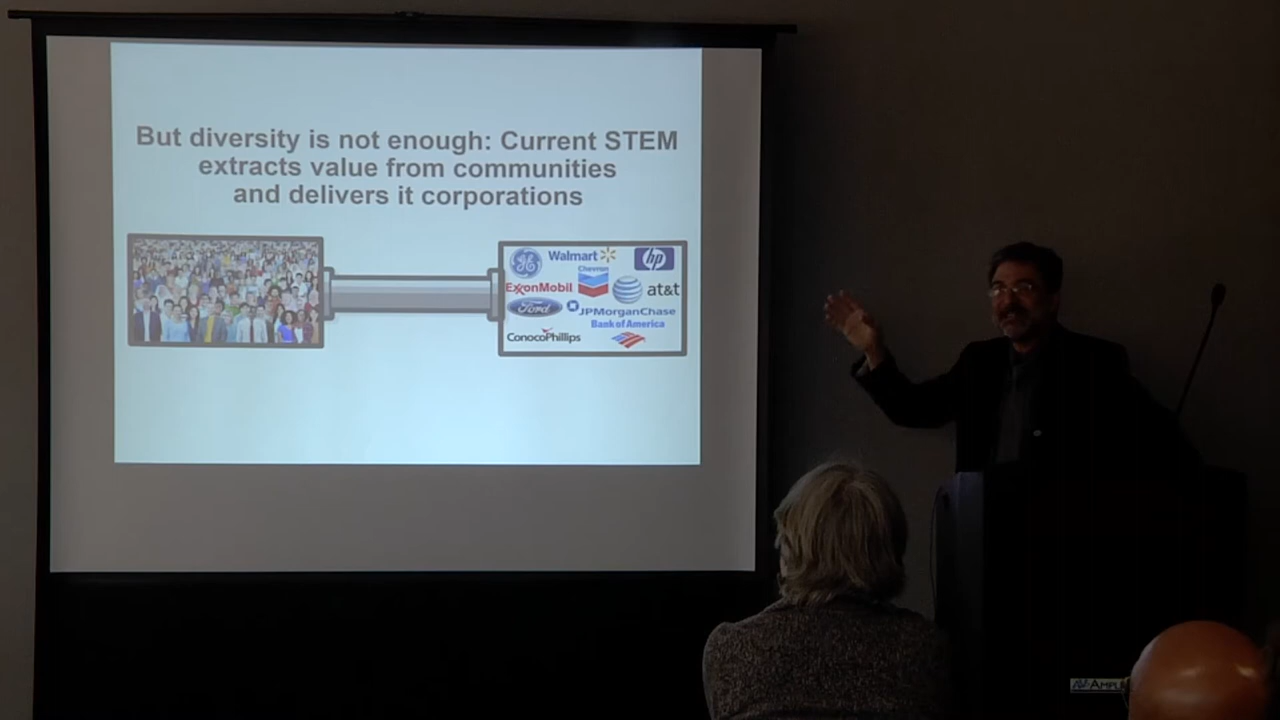 But diversity is not enough: Current STEM
extracts value from communities
and delivers it corporations
GE
Walmart
hp
Chevron
ExxonMobil
at&t
Ford
JPMorganChase
Bank of America
ConocoPhillips